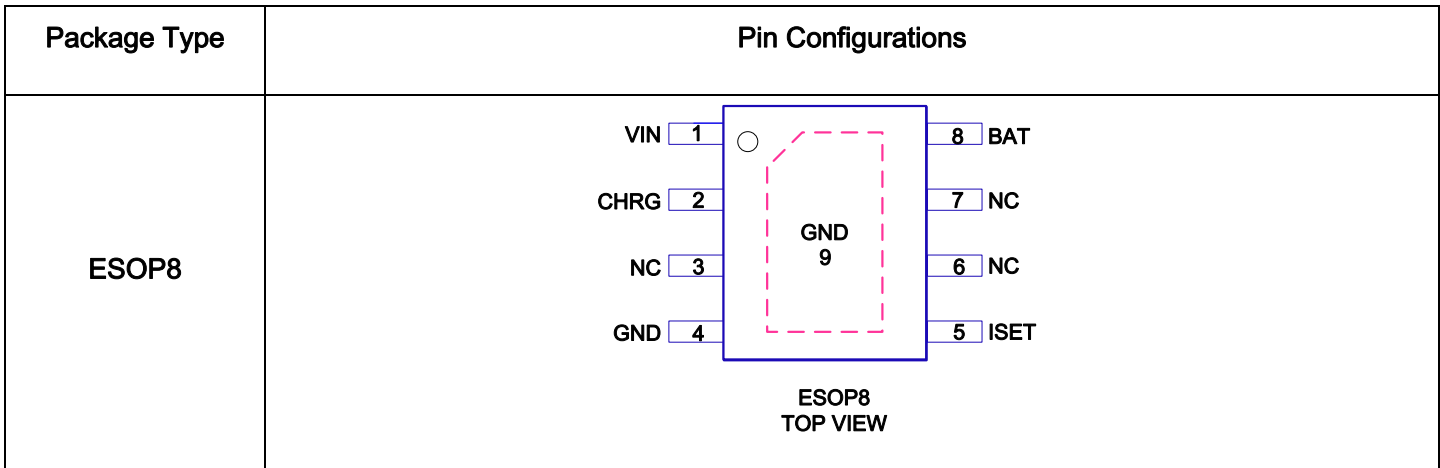 Package Type
Pin Configurations
ESOP8
VIN 1
8 BAT
CHRG 2
7 NC
GND
9
NC 3
6 NC
GND 4
5 ISET
ESOP8
TOP VIEW